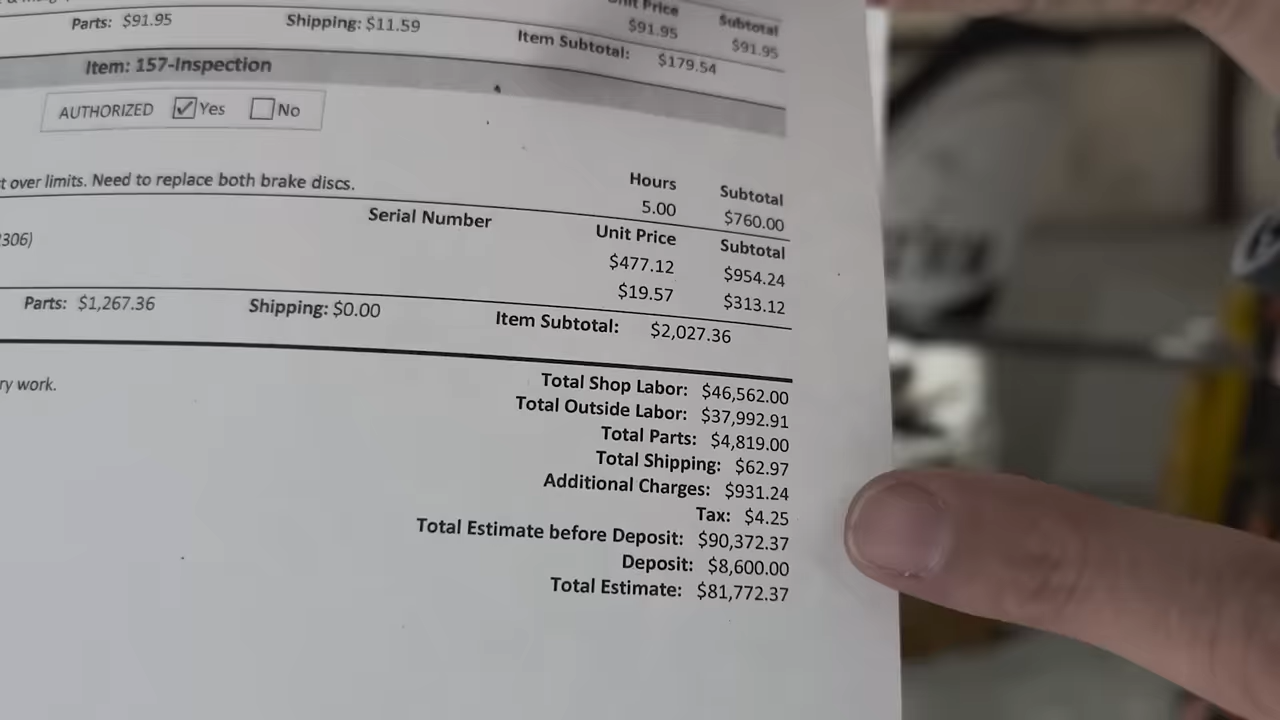 Unit Price Subtotal
Parts: $91.95 Shipping: $11.59 $91.95 $91.95
Item Subtotal: $179.54
Item: 157-Inspection
AUTHORIZED Yes No
t over limits. Need to replace both brake discs.
Hours Subtotal
5.00 $760.00
Serial Number Unit Price Subtotal
306) $477.12 $954.24
$19.57 $313.12
Parts: $1,267.36 Shipping: $0.00 Item Subtotal: $2,027.36
ry work.
Total Shop Labor: $46,562.00
Total Outside Labor: $37,992.91
Total Parts: $4,819.00
Total Shipping: $62.97
Additional Charges: $931.24
Tax: $4.25
Total Estimate before Deposit: $90,372.37
Deposit: $8,600.00
Total Estimate: $81,772.37